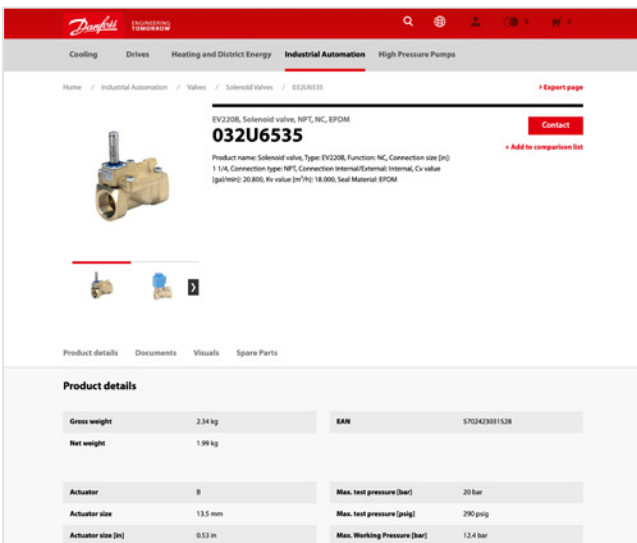 Danfoss
ENGINEERING
TOMORROW
Cooling Drives Heating and District Energy Industrial Automation High Pressure Pumps
Home / Industrial Automation / Valves / Solenoid Valves / 032U6535
Export page
EV220B, Solenoid valve, NPT, NC, EPDM
032U6535
Contact
+ Add to comparison list
Product name: Solenoid valve, Type: EV220B, Function: NC, Connection size [in]:
1 1/4, Connection type: NPT, Connection Internal/External: Internal, Cv value
[gal/min]: 20.800, Kv value [m³/h]: 18.000, Seal Material: EPDM
Product details Documents Visuals Spare Parts
Product details
Gross weight 2.34 kg EAN 5702423031528
Net weight 1.99 kg
Actuator B Max. test pressure [bar] 20 bar
Actuator size 13.5 mm Max. test pressure [psig] 290 psig
Actuator size [in] 0.53 in Max. Working Pressure [bar] 12.4 bar